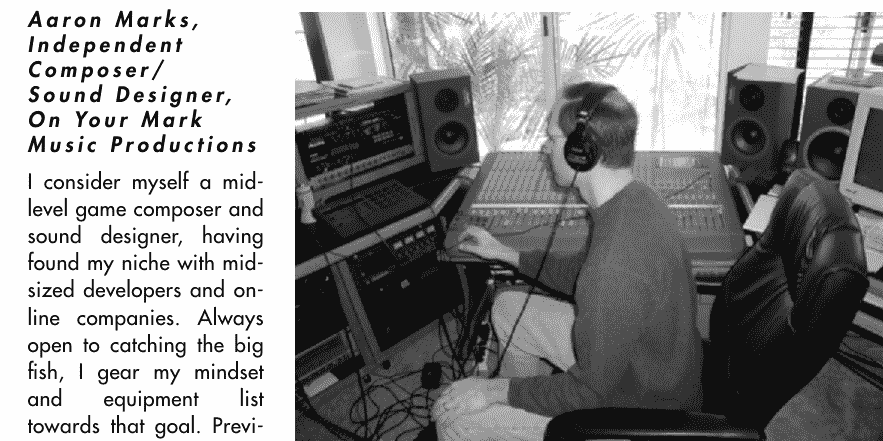 Aaron Marks,
Independent
Composer/
Sound Designer,
On Your Mark
Music Productions
I consider myself a mid-
level game composer and
sound designer, having
found my niche with mid-
sized developers and on-
line companies. Always
open to catching the big
fish, I gear my mindset
and equipment list
towards that goal. Previ-